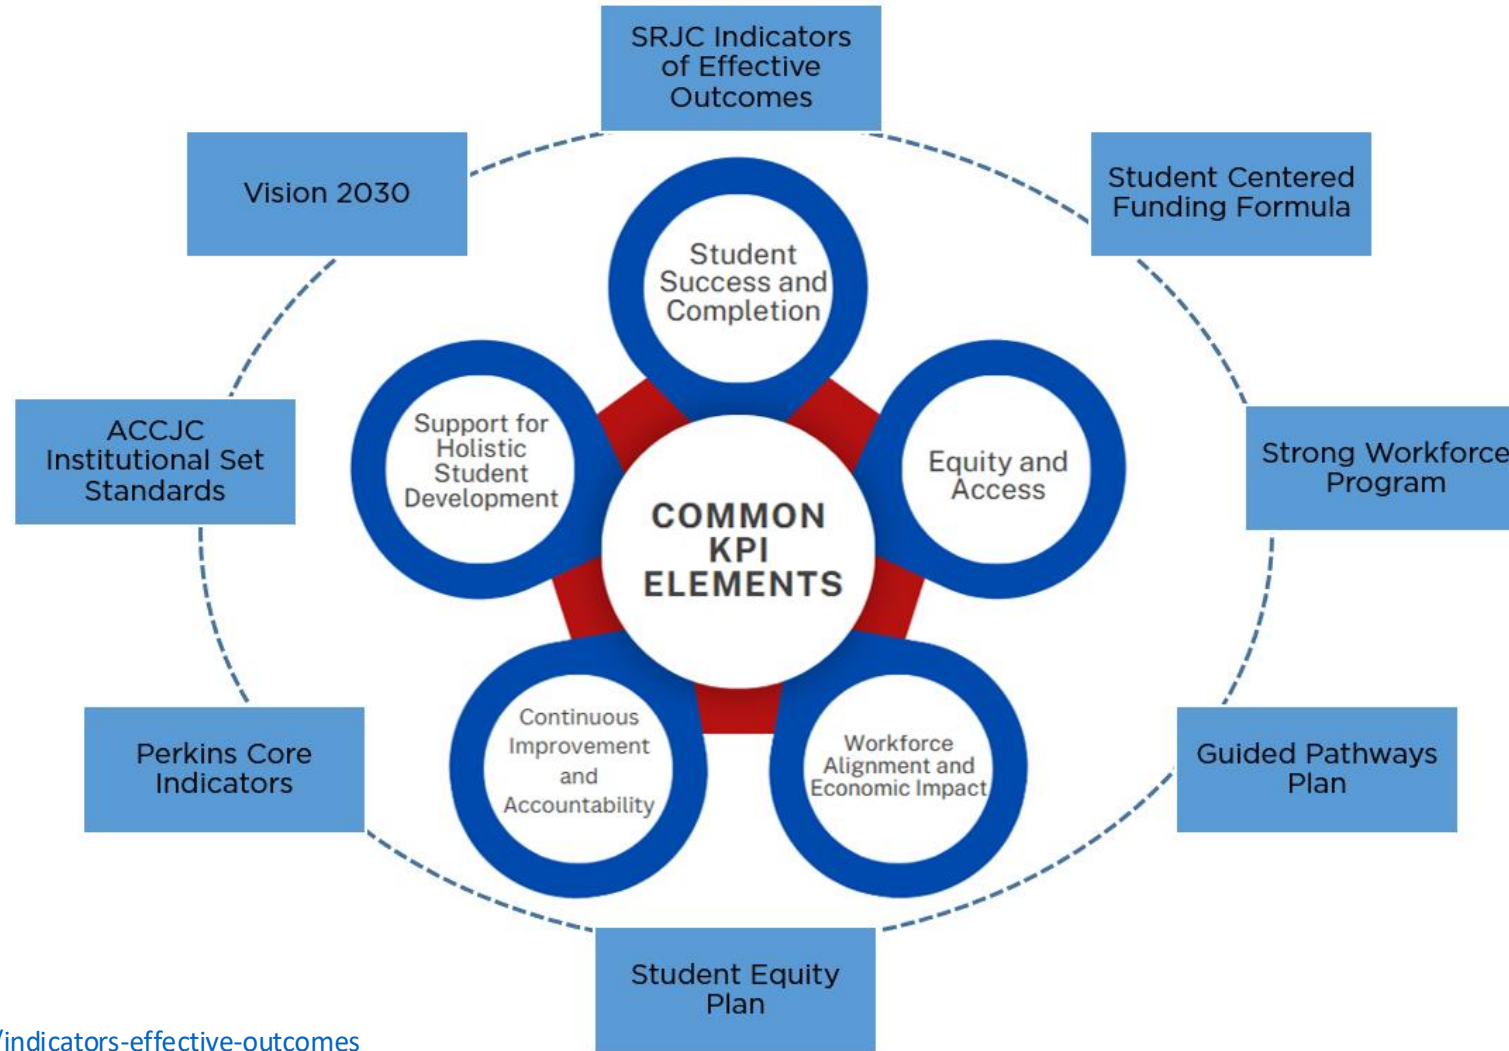 SRJC Indicators
of Effective
Outcomes
Vision 2030
Student Centered
Funding Formula
Student
Success and
Completion
Support for
Holistic
Student
Development
Equity and
Access
ACCJC
Institutional Set
Standards
Strong Workforce
Program
COMMON
KPI
ELEMENTS
Continuous
Improvement
and
Accountability
Workforce
Alignment and
Economic Impact
Perkins Core
Indicators
Guided Pathways
Plan
Student Equity
Plan
/indicators-effective-outcomes